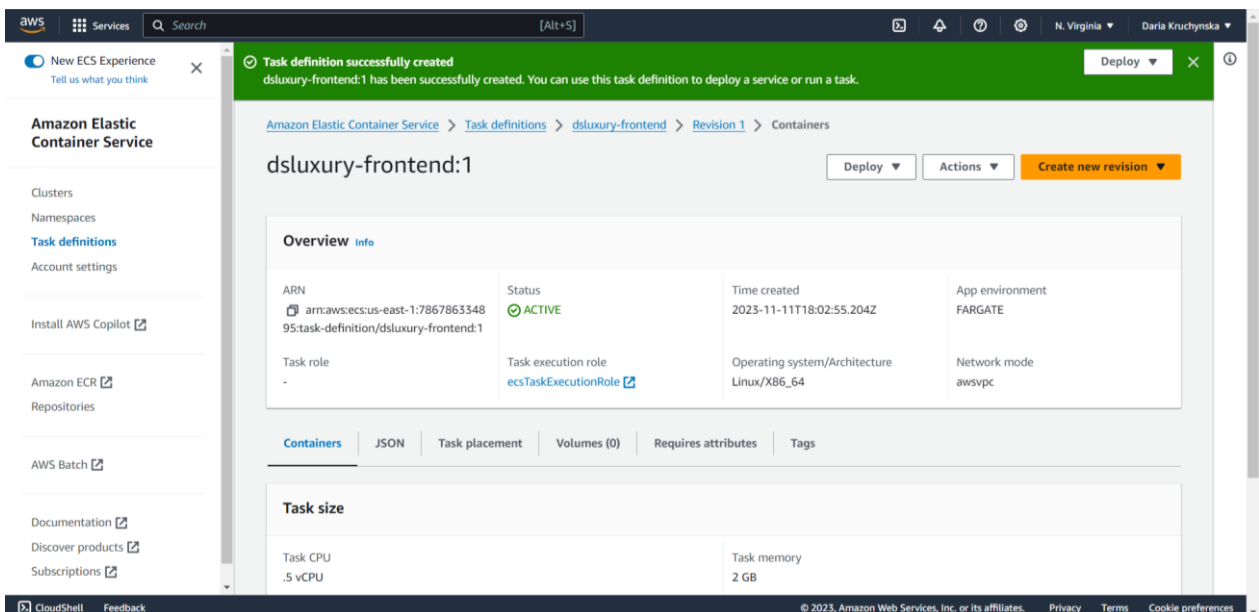 aws
Services
Search
[Alt+S]
N. Virginia
Daria Kruchynska
New ECS Experience
Tell us what you think
Amazon Elastic
Container Service
Clusters
Namespaces
Task definitions
Account settings
Install AWS Copilot
Amazon ECR
Repositories
AWS Batch
Documentation
Discover products
Subscriptions
Task definition successfully created
dsluxury-frontend:1 has been successfully created. You can use this task definition to deploy a service or run a task.
Deploy
Amazon Elastic Container Service > Task definitions > dsluxury-frontend > Revision 1 > Containers
dsluxury-frontend:1
Deploy
Actions
Create new revision
Overview Info
ARN
arn:aws:ecs:us-east-1:7867863348
95:task-definition/dsluxury-frontend:1
Status
ACTIVE
Time created
2023-11-11T18:02:55.204Z
App environment
FARGATE
Task role
-
Task execution role
ecsTaskExecutionRole
Operating system/Architecture
Linux/X86_64
Network mode
awsvpc
Containers
JSON
Task placement
Volumes (0)
Requires attributes
Tags
Task size
Task CPU
.5 vCPU
Task memory
2 GB
CloudShell
Feedback
© 2023, Amazon Web Services, Inc. or its affiliates.
Privacy
Terms
Cookie preferences